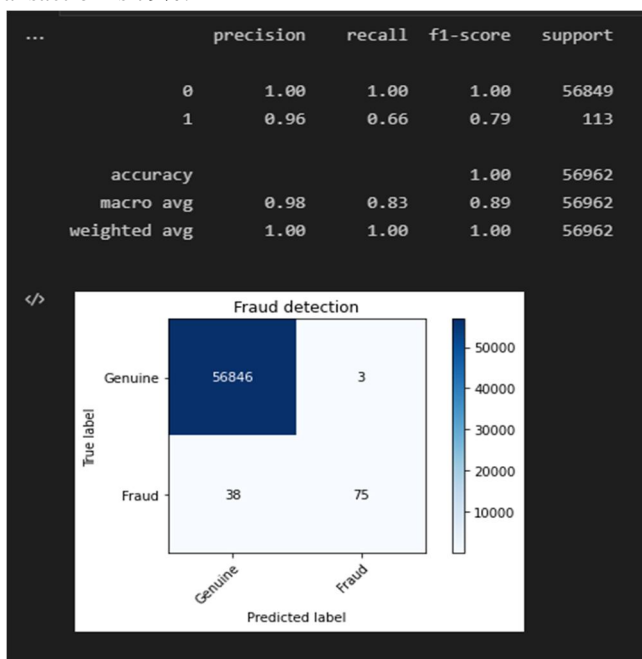 ... precision recall f1-score support
0 1.00 1.00 1.00 56849
1 0.96 0.66 0.79 113
accuracy 1.00 56962
macro avg 0.98 0.83 0.89 56962
weighted avg 1.00 1.00 1.00 56962
</>
Fraud detection
Genuine 56846 3
Fraud 38 75
True label
Genuine Fraud
Predicted label
50000
40000
30000
20000
10000